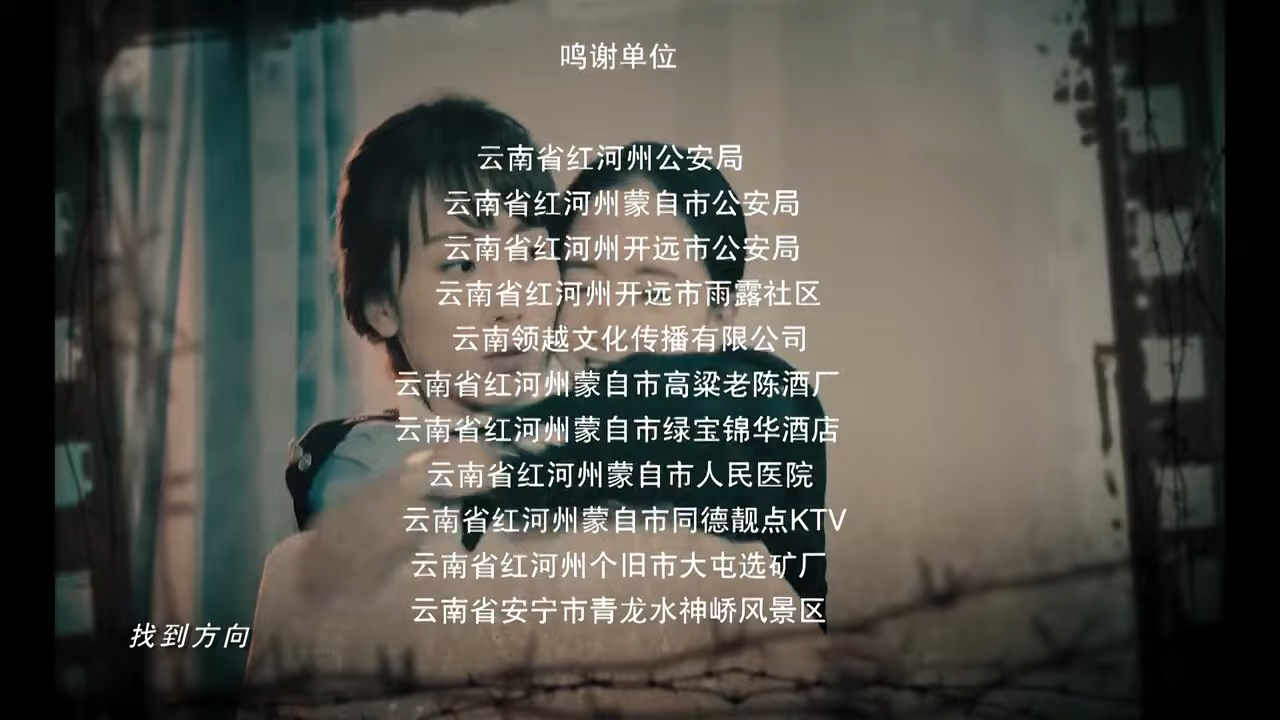 鸣谢单位
云南省红河州公安局
云南省红河州蒙自市公安局
云南省红河州开远市公安局
云南省红河州开远市雨露社区
云南领越文化传播有限公司
云南省红河州蒙自市高粱老陈酒厂
云南省红河州蒙自市绿宝锦华酒店
云南省红河州蒙自市人民医院
云南省红河州蒙自市同德靓点KTV
云南省红河州个旧市大屯选矿厂
云南省安宁市青龙水神峤风景区
找到方向